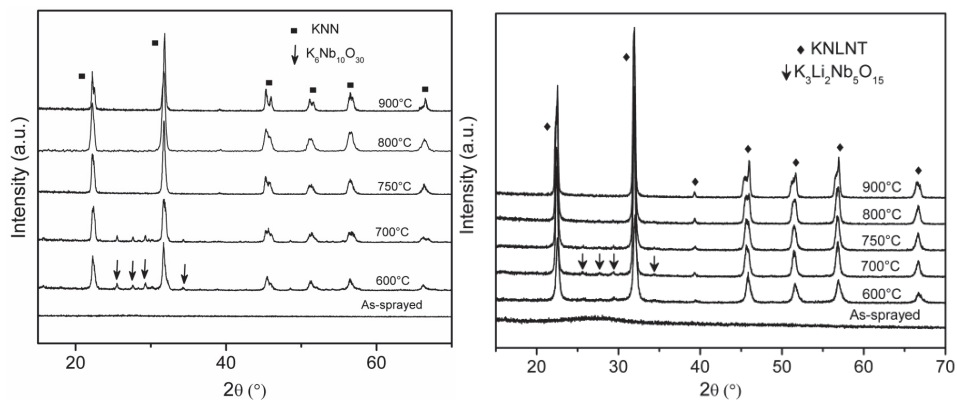 KNN
K6Nb10O30
900°C
800°C
750°C
700°C
600°C
As-sprayed
Intensity (a.u.)
20
40
60
2θ (°)
KNLNT
K3Li2Nb5O15
900°C
800°C
750°C
700°C
600°C
As-sprayed
Intensity (a.u.)
20
30
40
50
60
70
2θ (°)